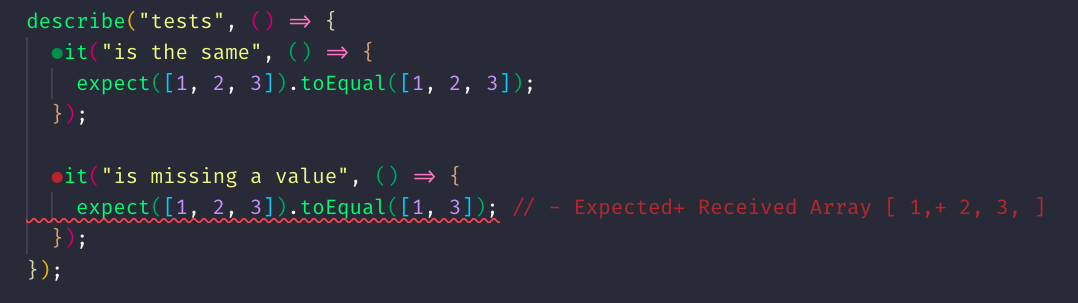 describe("tests", () => {
it("is the same", () => {
expect([1, 2, 3]).toEqual([1, 2, 3]);
});
it("is missing a value", () => {
expect([1, 2, 3]).toEqual([1, 3]); // - Expected+ Received Array [ 1,+ 2, 3, ]
});
});